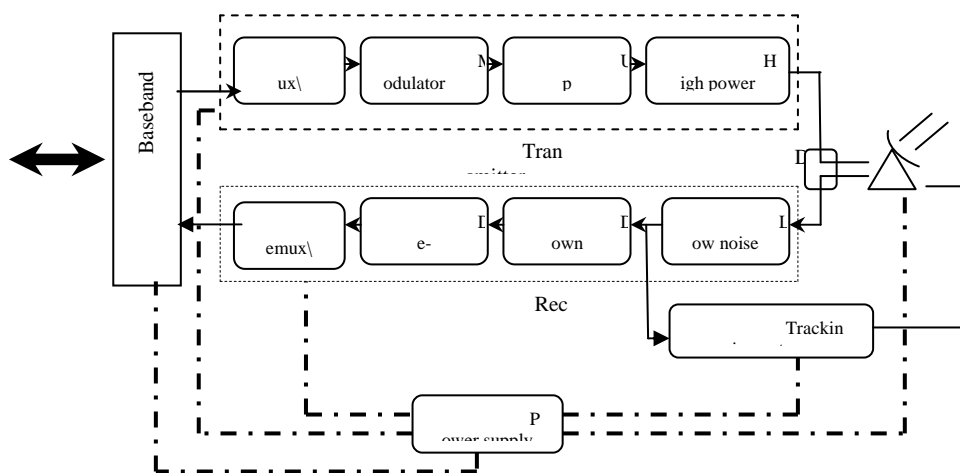 Baseband
ux\
M
odulator
U
p
H
igh power
Tran
D
emux\
D
e-
D
own
L
ow noise
Rec
Trackin
P
ower supply